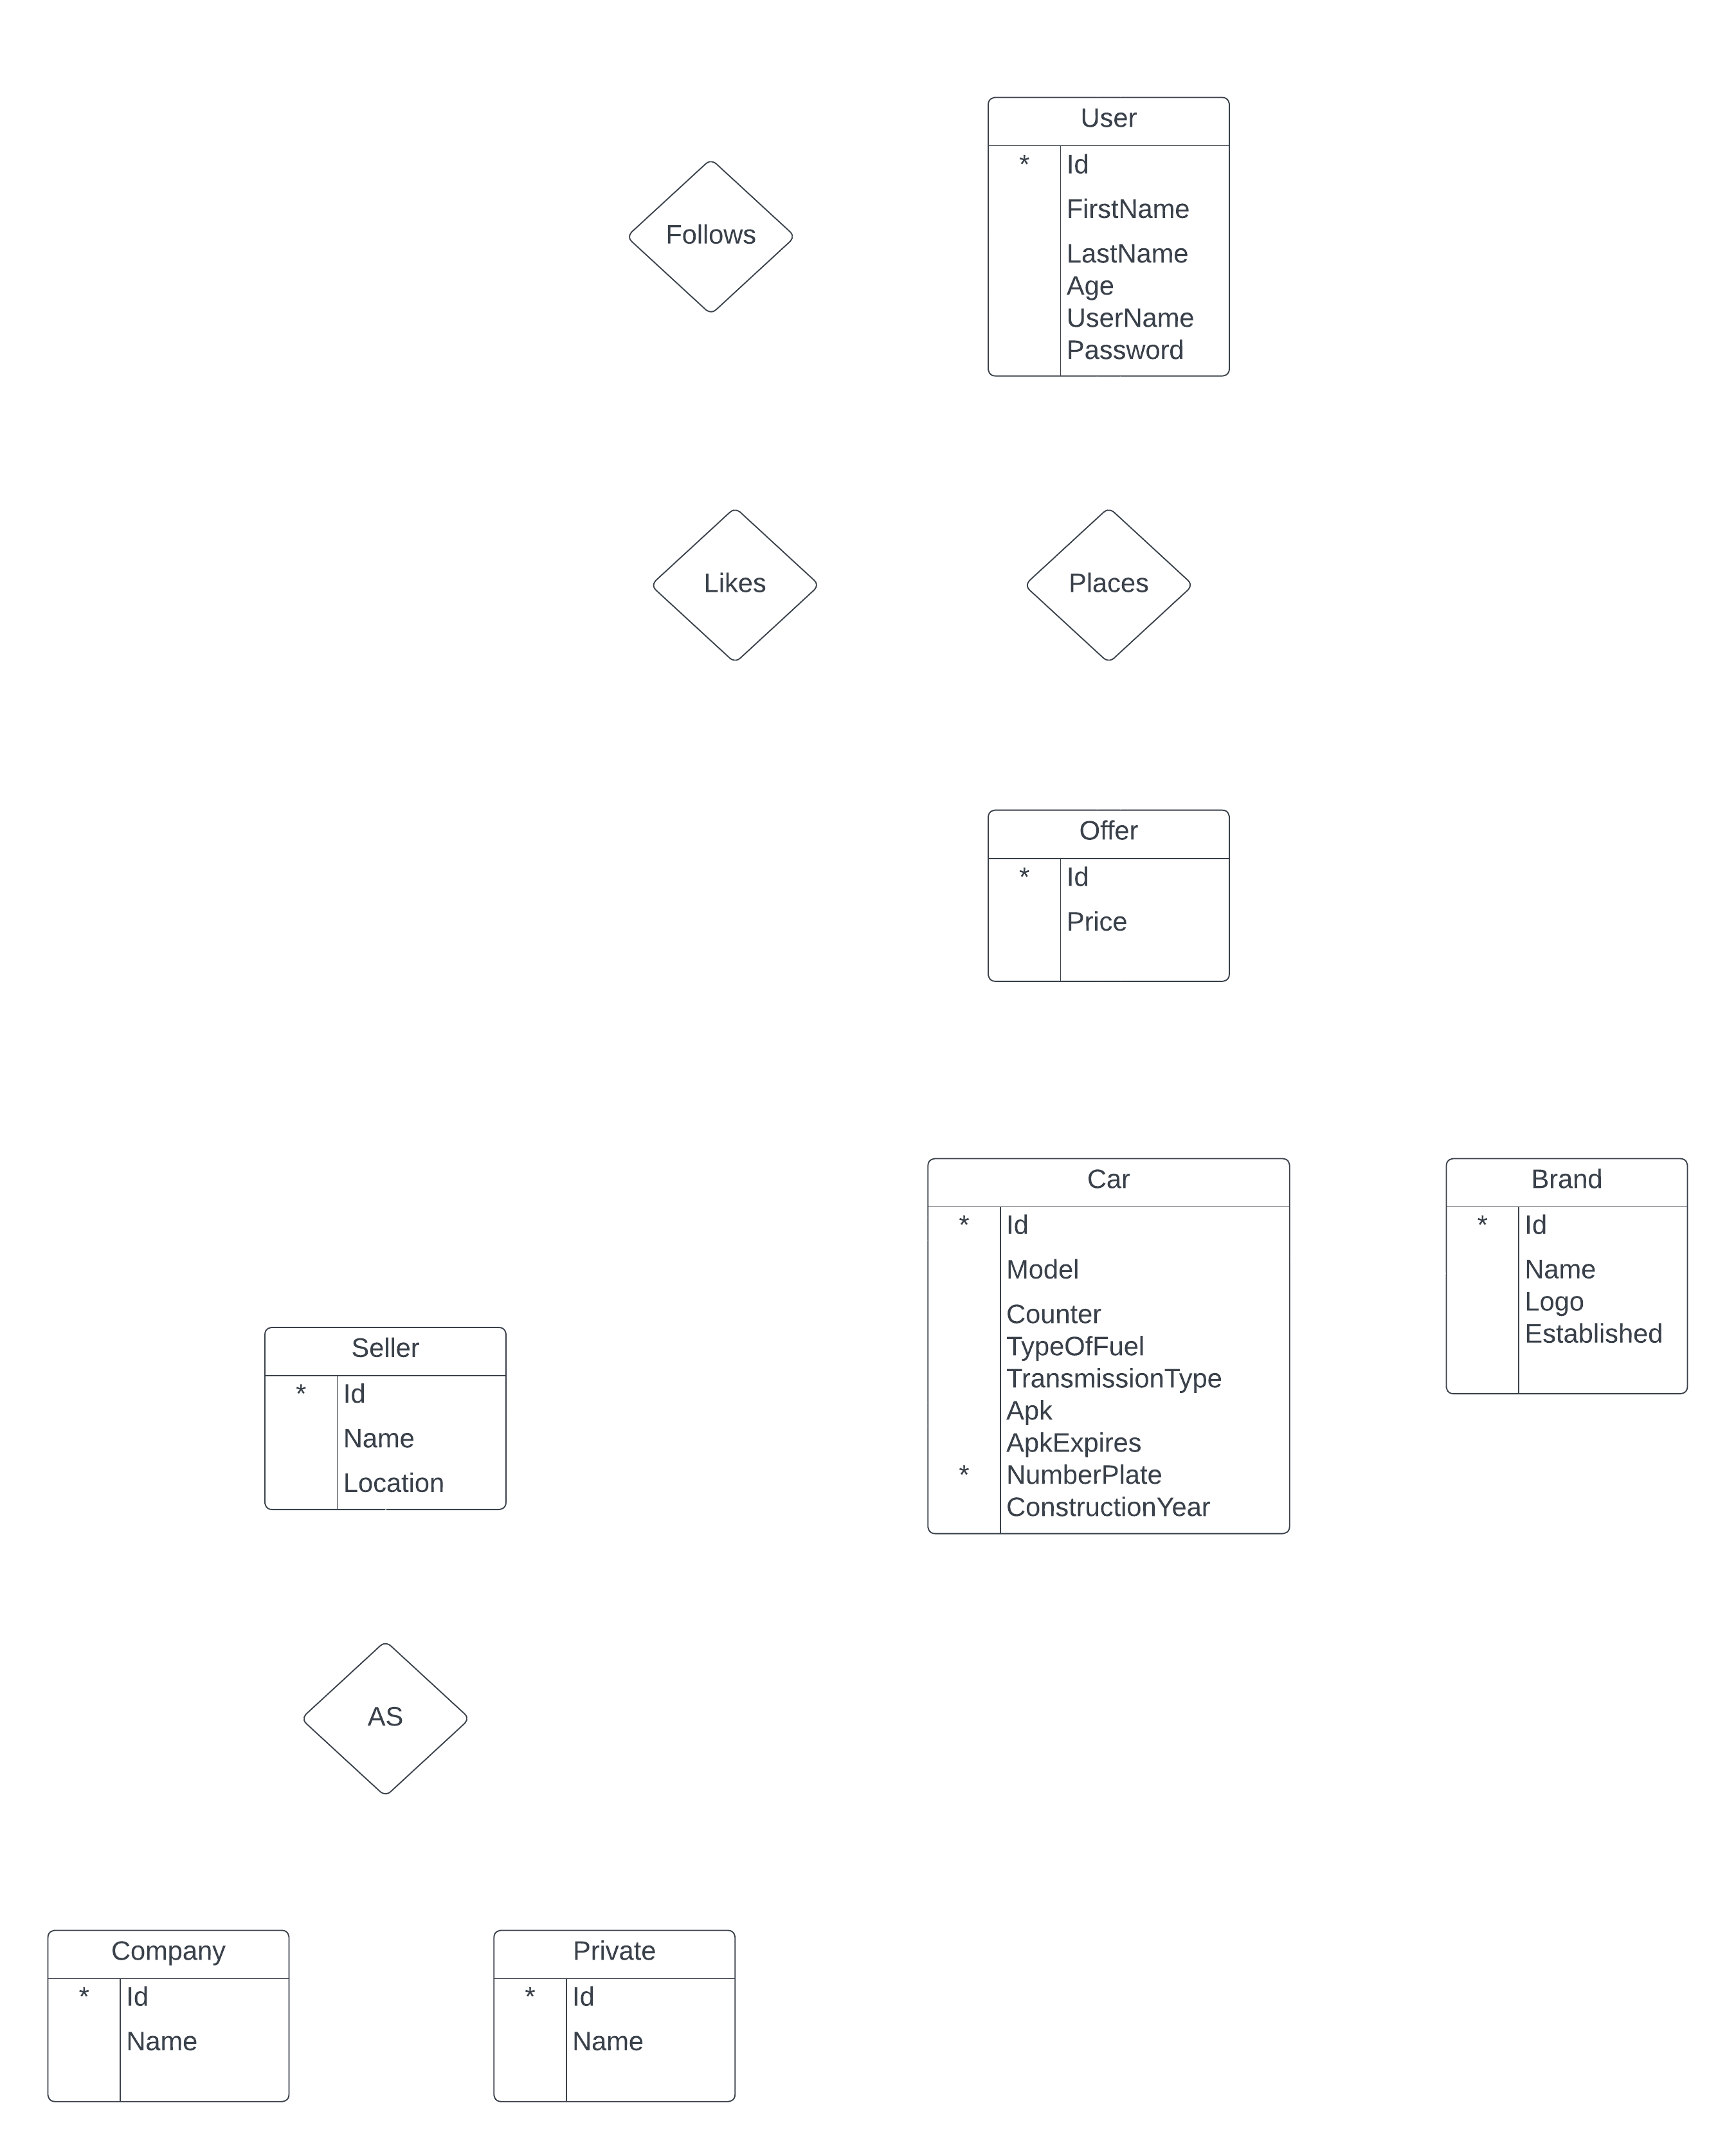 User
* Id
FirstName
LastName
Age
UserName
Password
Follows
Likes
Places
Offer
* Id
Price
Car
* Id
Model
Counter
TypeOfFuel
TransmissionType
Apk
ApkExpires
* NumberPlate
ConstructionYear
Brand
* Id
Name
Logo
Established
Seller
* Id
Name
Location
AS
Company
* Id
Name
Private
* Id
Name